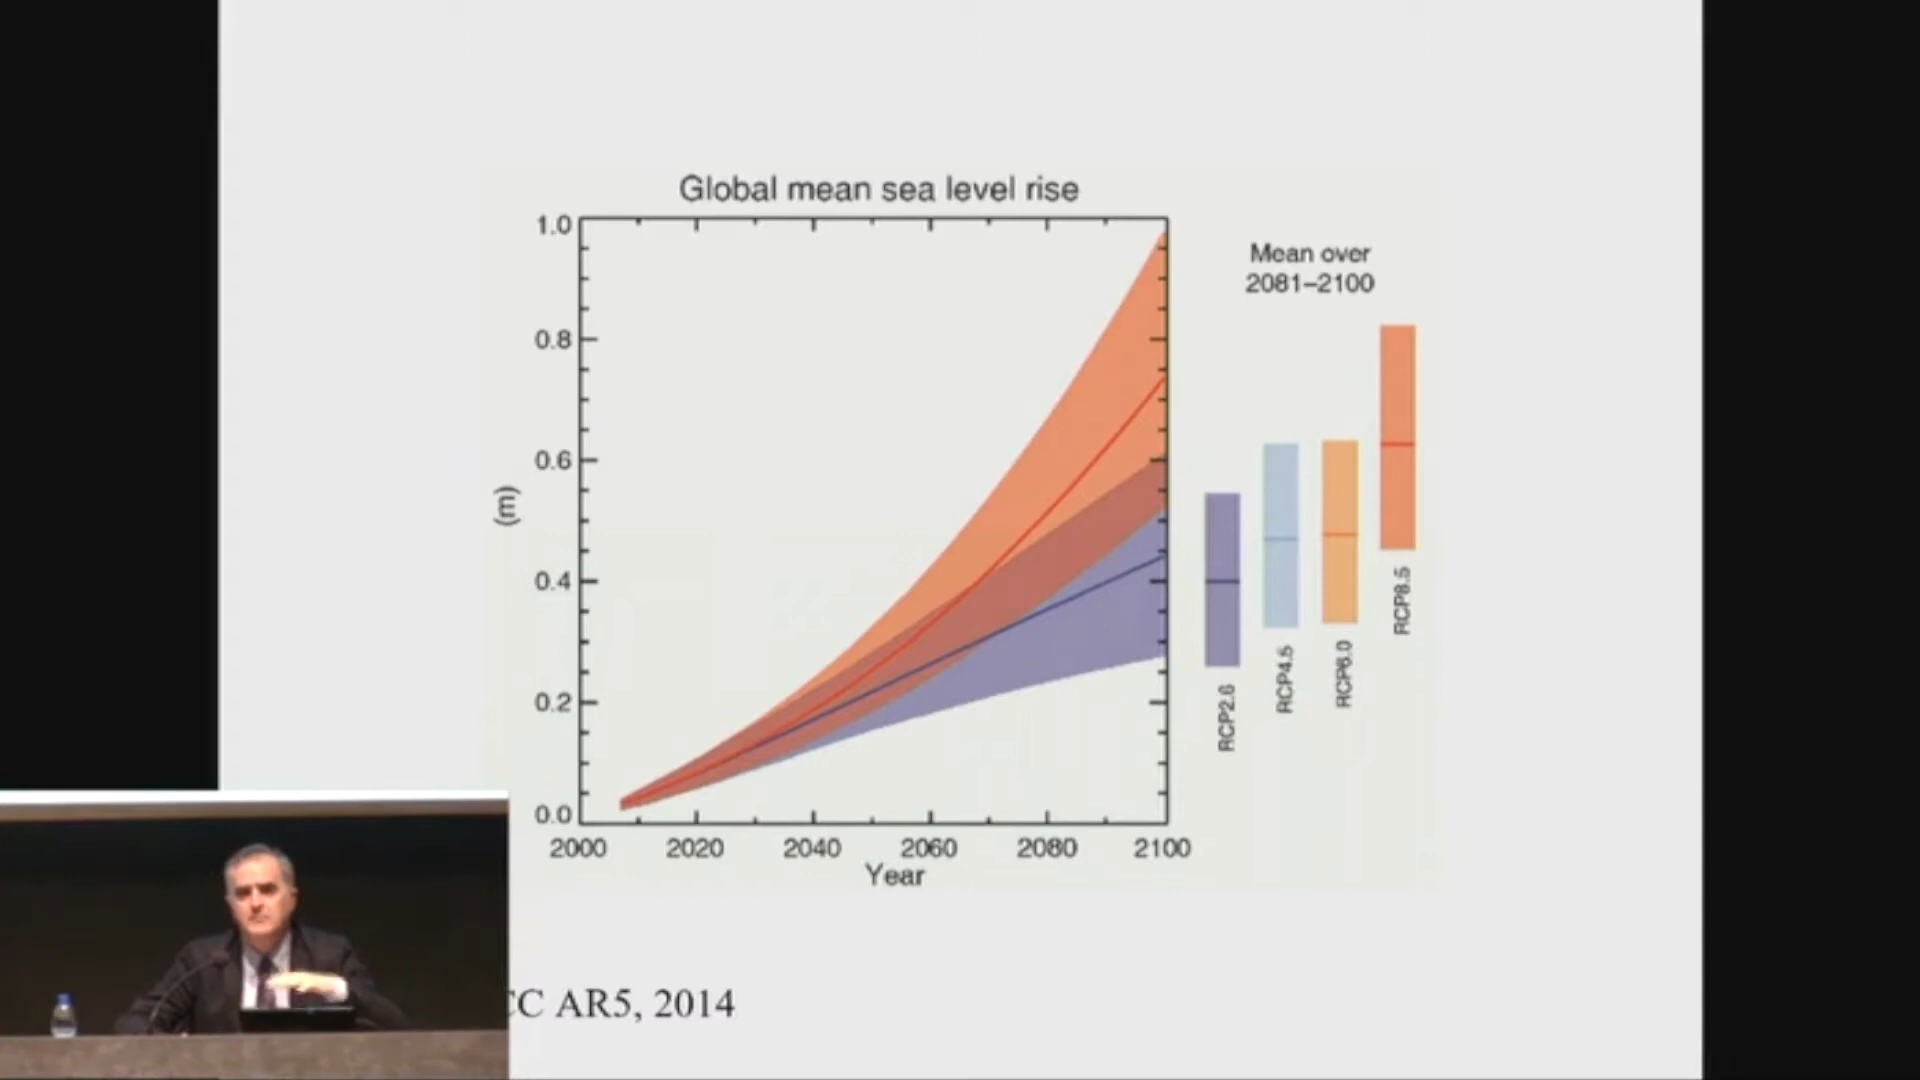 Global mean sea level rise
1.0
0.8
0.6
0.4
0.2
0.0
(m)
2000 2020 2040 2060 2080 2100
Year
Mean over
2081–2100
RCP2.6
RCP4.5
RCP6.0
RCP8.5
CC AR5, 2014